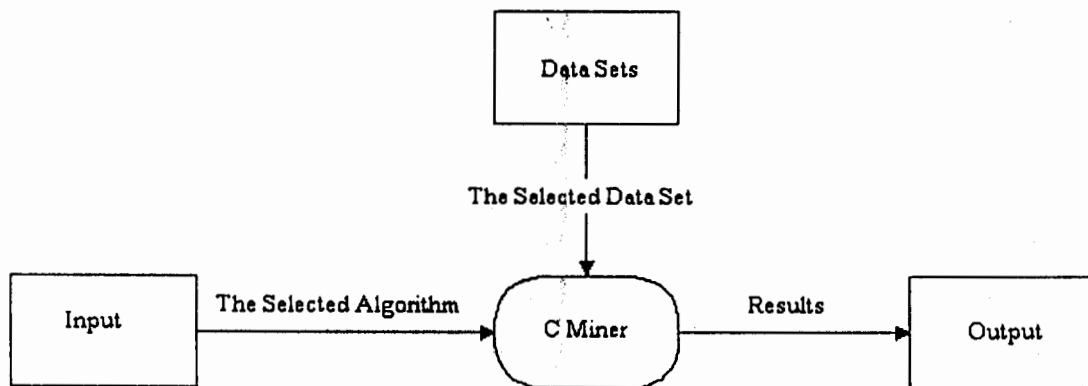 Data Sets
The Selected Data Set
Input
The Selected Algorithm
C Miner
Results
Output